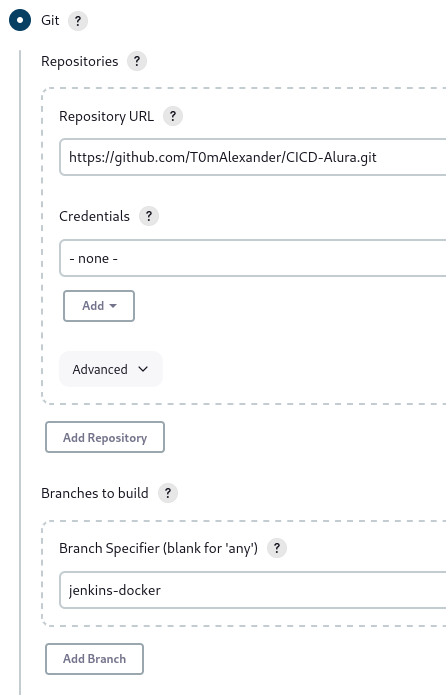 Git ?
Repositories ?
Repository URL ?
https://github.com/T0mAlexander/CICD-Alura.git
Credentials ?
- none -
Add
Advanced
Add Repository
Branches to build ?
Branch Specifier (blank for 'any') ?
jenkins-docker
Add Branch